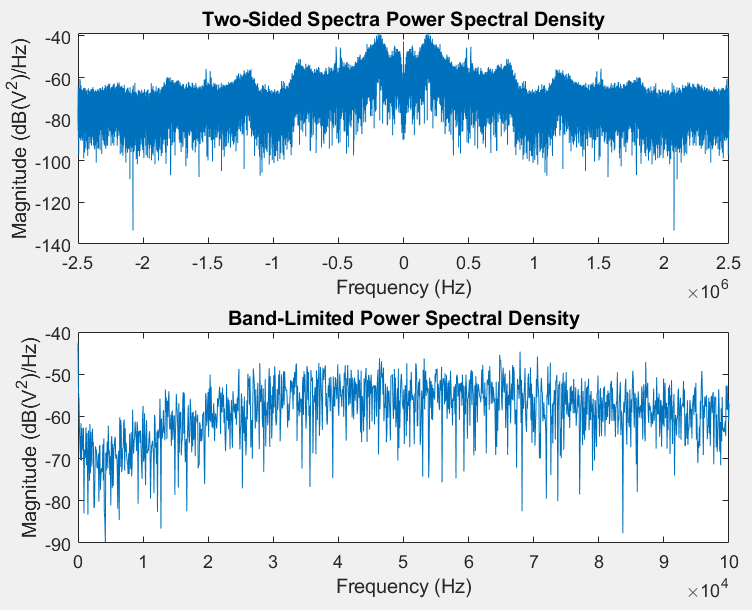 Two-Sided Spectra Power Spectral Density
Magnitude (dB(V²)/Hz)
-40
-60
-80
-100
-120
-140
-2.5 -2 -1.5 -1 -0.5 0 0.5 1 1.5 2 2.5
Frequency (Hz)
×10⁶
Band-Limited Power Spectral Density
Magnitude (dB(V²)/Hz)
-40
-50
-60
-70
-80
-90
0 1 2 3 4 5 6 7 8 9 10
Frequency (Hz)
×10⁴